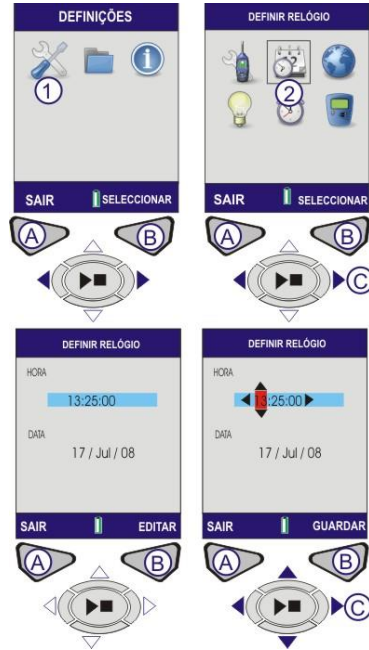 DEFINIÇÕES
1
SAIR SELECCIONAR
A B
DEFINIR RELÓGIO
2
2
SAIR SELECCIONAR
A B
C
DEFINIR RELÓGIO
HORA
13:25:00
DATA
17 / Jul / 08
SAIR EDITAR
A B
DEFINIR RELÓGIO
HORA
13:25:00
DATA
17 / Jul / 08
SAIR GUARDAR
A B
C